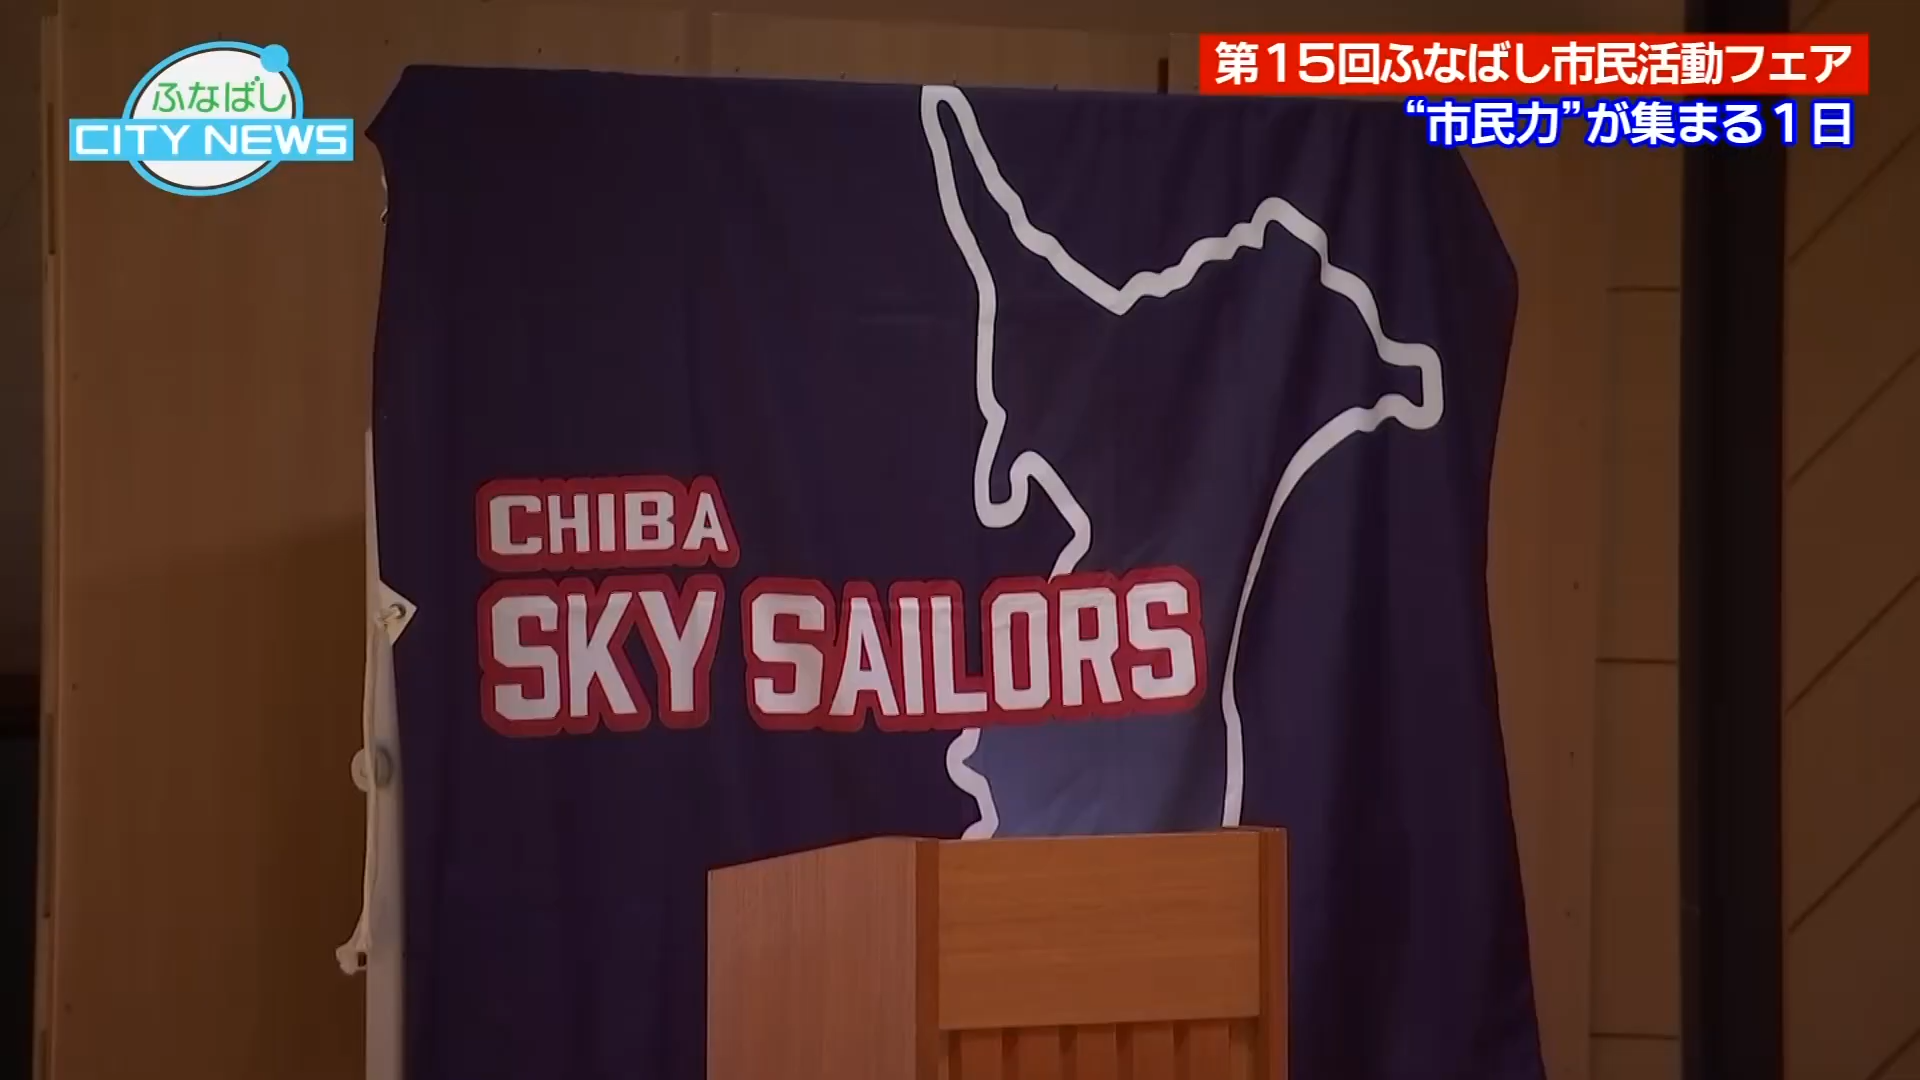 ふなばし
CITY NEWS
第15回ふなばし市民活動フェア
“市民力”が集まる1日
CHIBA
SKY SAILORS